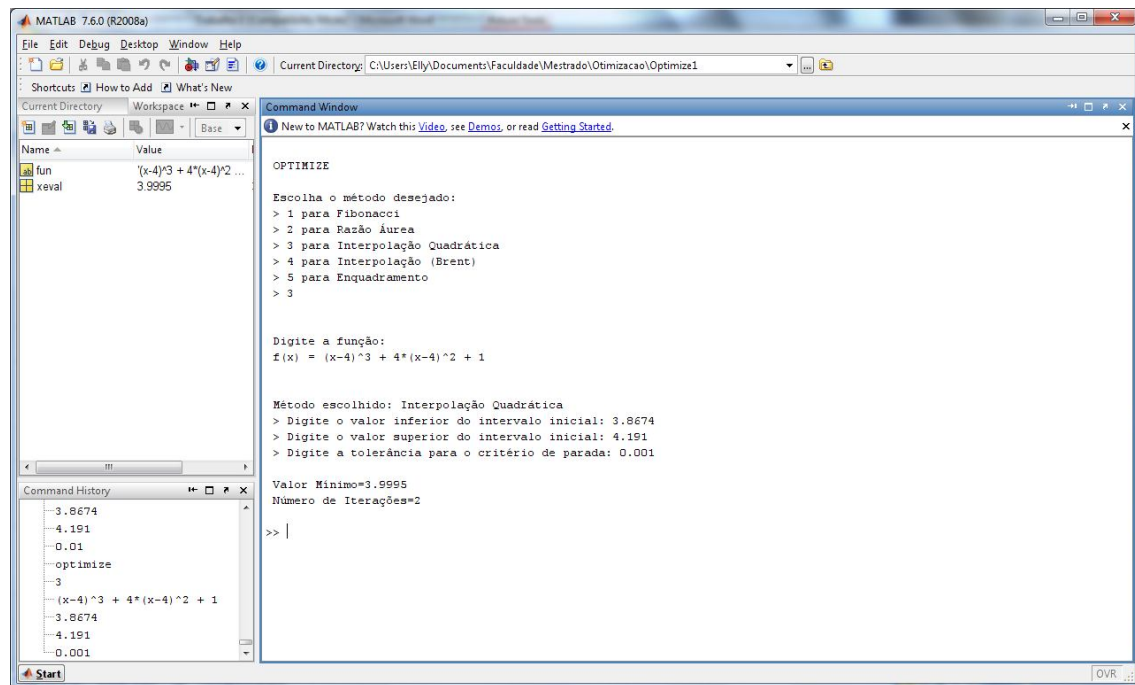 MATLAB 7.6.0 (R2008a)
File Edit Debug Desktop Window Help
Current Directory: C:\Users\Elly\Documents\Faculdade\Mestrado\Otimizacao\Optimize1
Shortcuts How to Add What's New
Current Directory Workspace
Base
Name Value
fun '(x-4)^3 + 4*(x-4)^2 ...
xeval 3.9995
Command History
3.8674
4.191
0.01
optimize
3
(x-4)^3 + 4*(x-4)^2 + 1
3.8674
4.191
0.001
Command Window
New to MATLAB? Watch this Video, see Demos, or read Getting Started.
OPTIMIZE
Escolha o método desejado:
> 1 para Fibonacci
> 2 para Razão Áurea
> 3 para Interpolação Quadrática
> 4 para Interpolação (Brent)
> 5 para Enquadramento
> 3
Digite a função:
f(x) = (x-4)^3 + 4*(x-4)^2 + 1
Método escolhido: Interpolação Quadrática
> Digite o valor inferior do intervalo inicial: 3.8674
> Digite o valor superior do intervalo inicial: 4.191
> Digite a tolerância para o critério de parada: 0.001
Valor Mínimo=3.9995
Número de Iterações=2
>>
Start
OVR